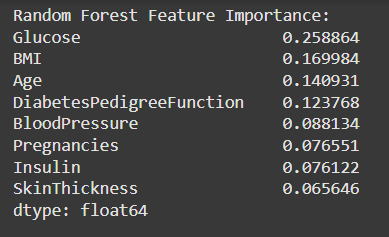 Random Forest Feature Importance:
Glucose                     0.258864
BMI                         0.169984
Age                         0.140931
DiabetesPedigreeFunction    0.123768
BloodPressure               0.088134
Pregnancies                 0.076551
Insulin                     0.076122
SkinThickness               0.065646
dtype: float64